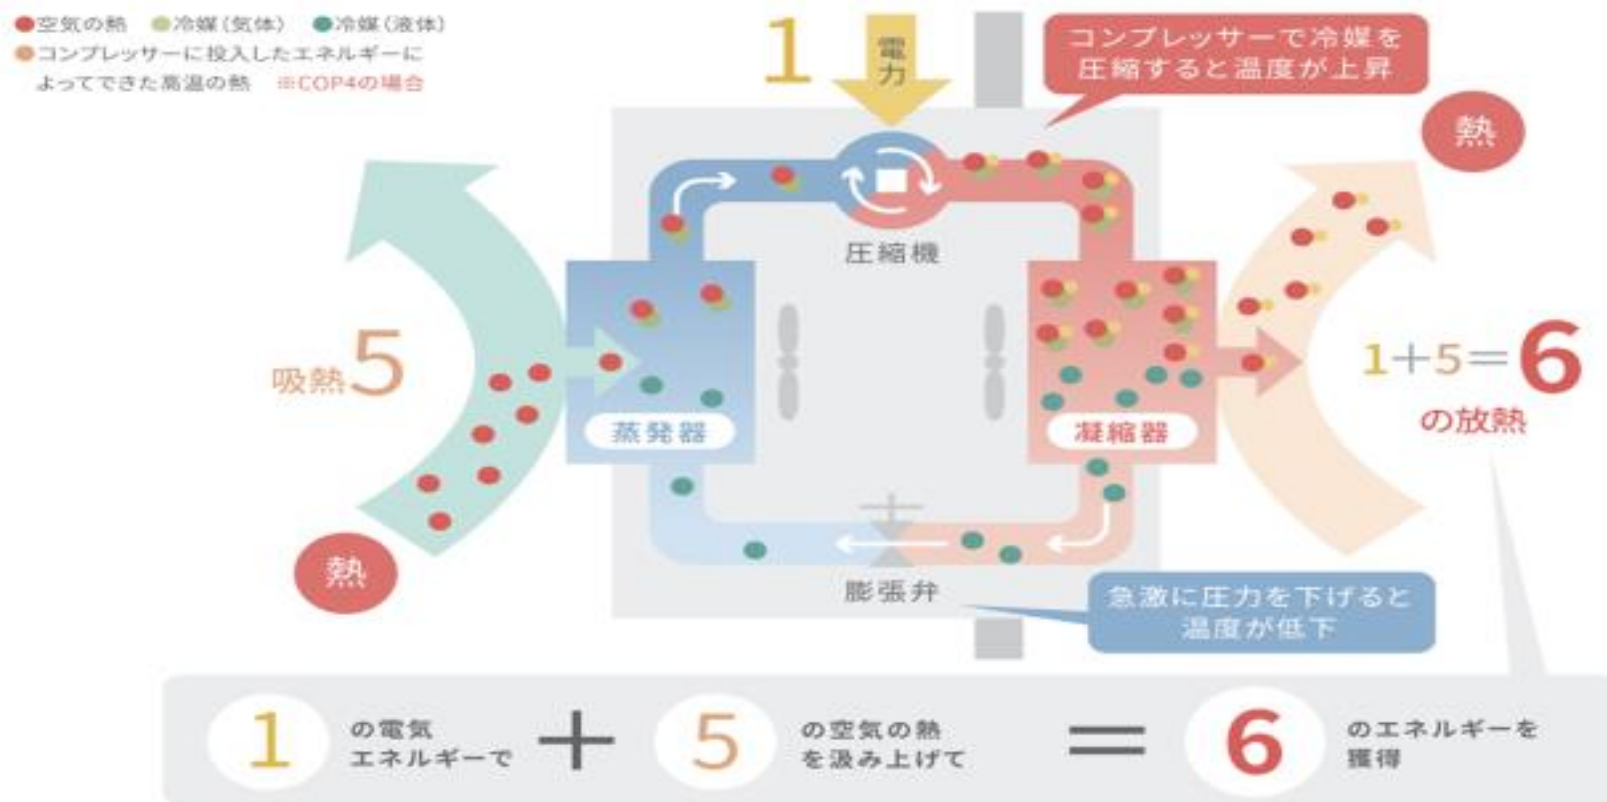 ●空気の熱 ●冷媒(気体) ●冷媒(液体)
●コンプレッサーに投入したエネルギーに
よってできた高温の熱 ※COP4の場合
1
電力
コンプレッサーで冷媒を
圧縮すると温度が上昇
熱
圧縮機
吸熱5
蒸発器
凝縮器
1+5=6
の放熱
熱
膨張弁
急激に圧力を下げると
温度が低下
1 の電気
エネルギーで
+
5 の空気の熱
を汲み上げて
=
6 のエネルギーを
獲得